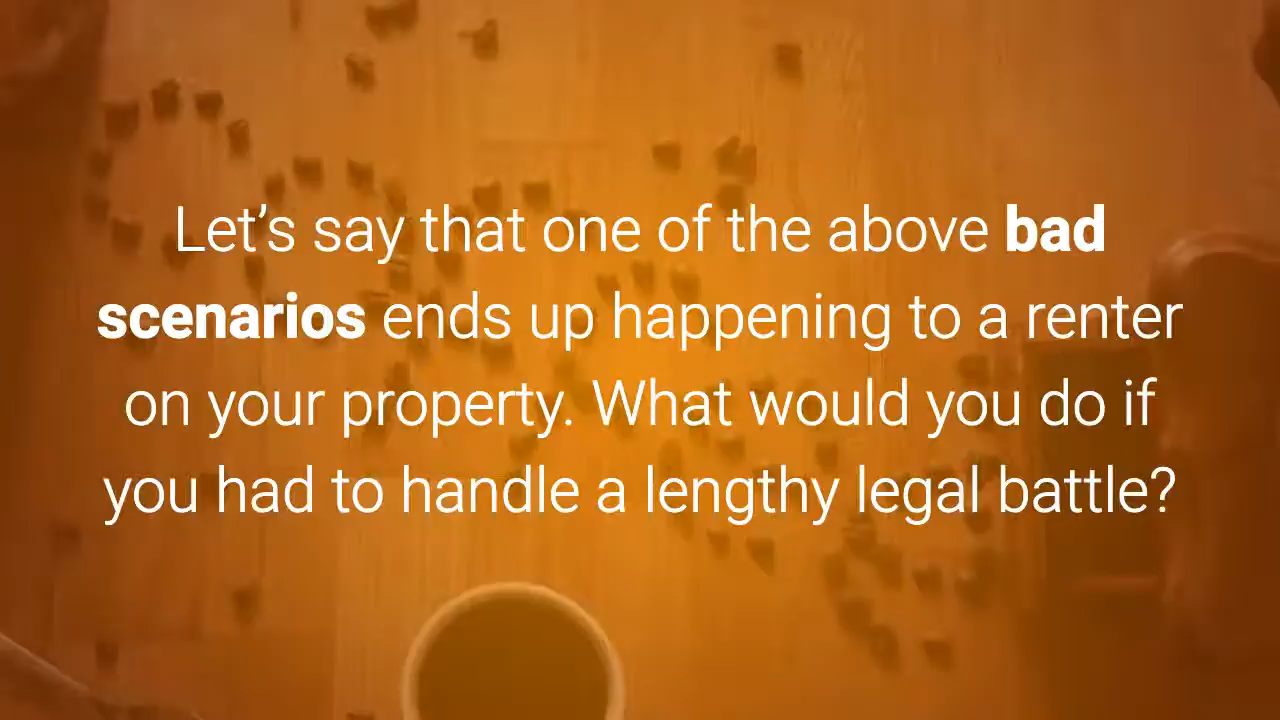 Let’s say that one of the above bad
scenarios ends up happening to a renter
on your property. What would you do if
you had to handle a lengthy legal battle?